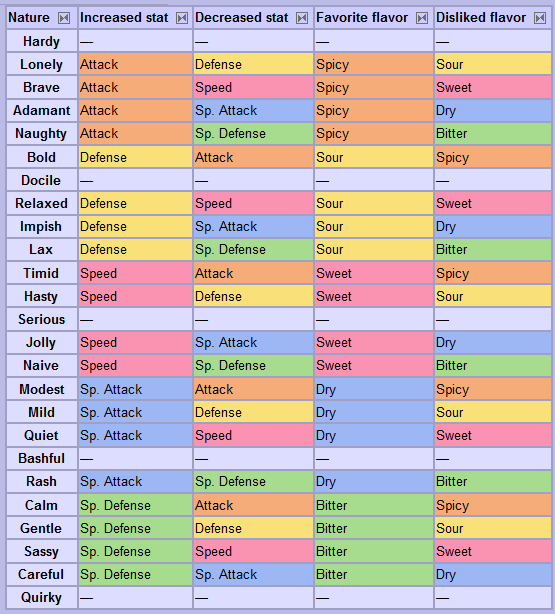 Nature Increased stat Decreased stat Favorite flavor Disliked flavor
Hardy — — — —
Lonely Attack Defense Spicy Sour
Brave Attack Speed Spicy Sweet
Adamant Attack Sp. Attack Spicy Dry
Naughty Attack Sp. Defense Spicy Bitter
Bold Defense Attack Sour Spicy
Docile — — — —
Relaxed Defense Speed Sour Sweet
Impish Defense Sp. Attack Sour Dry
Lax Defense Sp. Defense Sour Bitter
Timid Speed Attack Sweet Spicy
Hasty Speed Defense Sweet Sour
Serious — — — —
Jolly Speed Sp. Attack Sweet Dry
Naive Speed Sp. Defense Sweet Bitter
Modest Sp. Attack Attack Dry Spicy
Mild Sp. Attack Defense Dry Sour
Quiet Sp. Attack Speed Dry Sweet
Bashful — — — —
Rash Sp. Attack Sp. Defense Dry Bitter
Calm Sp. Defense Attack Bitter Spicy
Gentle Sp. Defense Defense Bitter Sour
Sassy Sp. Defense Speed Bitter Sweet
Careful Sp. Defense Sp. Attack Bitter Dry
Quirky — — — —